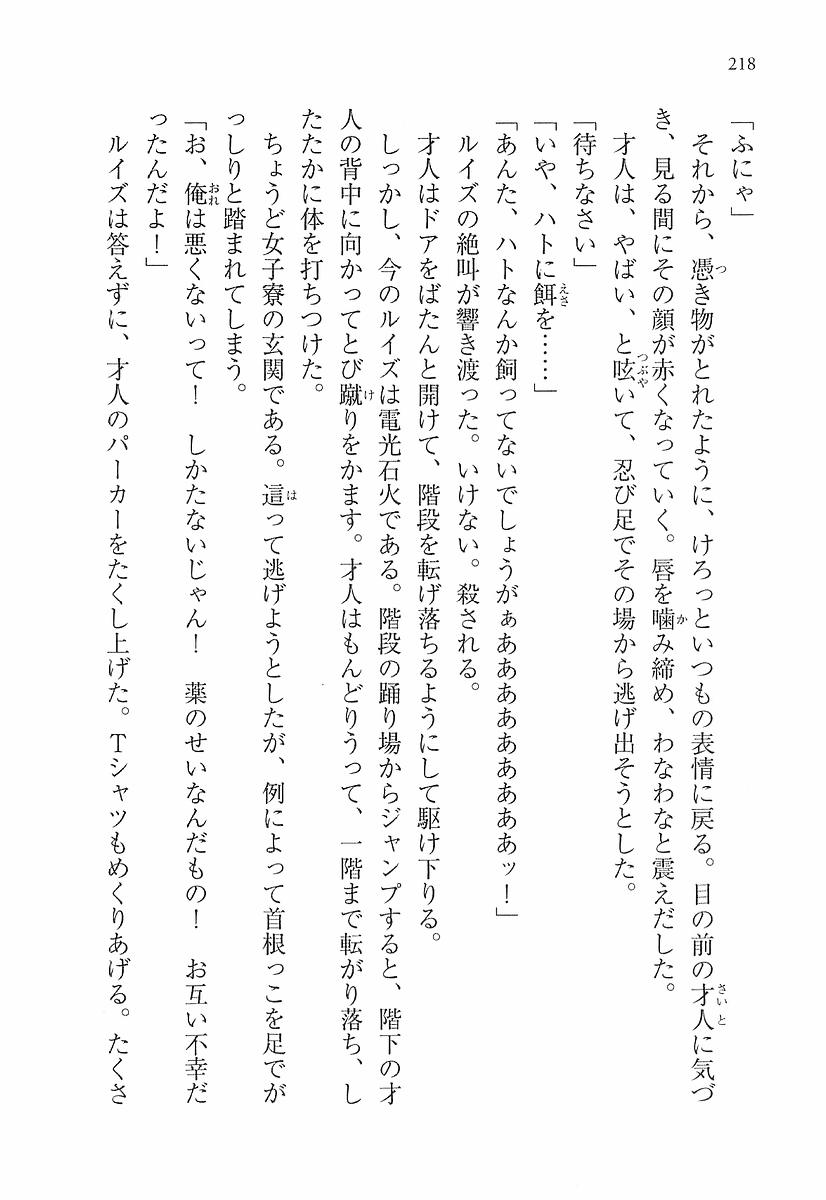 218
「ふにゃ」
それから、憑き物がとれたように、けろっといつもの表情に戻る。目の前の才人に気づ
き、見る間にその顔が赤くなっていく。唇を噛み締め、わなわなと震えだした。
才人は、やばい、と呟いて、忍び足でその場から逃げ出そうとした。
「待ちなさい」
「いや、ハトに餌を……」
「あんた、ハトなんか飼ってないでしょうがぁああああああああッ！」
ルイズの絶叫が響き渡った。いけない。殺される。
才人はドアをばたんと開けて、階段を転げ落ちるようにして駆け下りる。
しっかし、今のルイズは電光石火である。階段の踊り場からジャンプすると、階下の才
人の背中に向かってとび蹴りをかます。才人はもんどりうって、一階まで転がり落ち、し
たたかに体を打ちつけた。
ちょうど女子寮の玄関である。這って逃げようとしたが、例によって首根っこを足でが
っしりと踏まれてしまう。
「お、俺は悪くないって！　しかたないじゃん！　薬のせいなんだもの！　お互い不幸だ
ったんだよ！」
ルイズは答えずに、才人のパーカーをたくし上げた。Ｔシャツもめくりあげる。たくさ